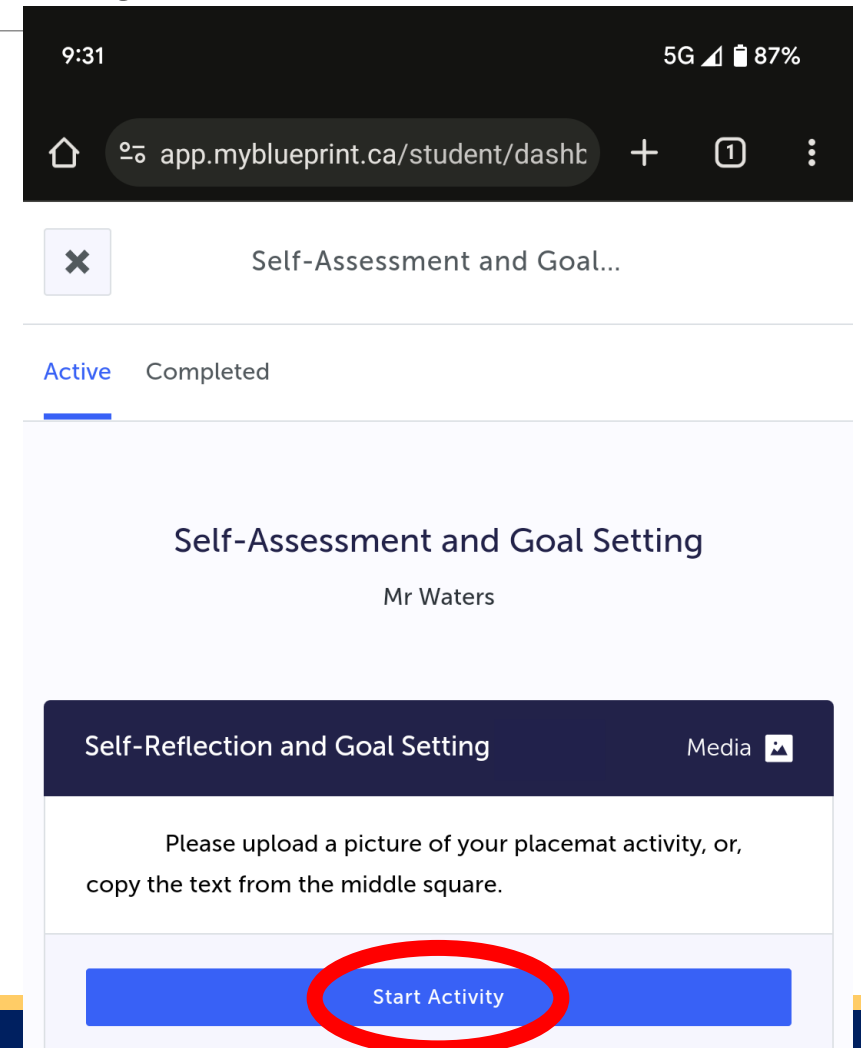 9:31 5G 87%
app.myblueprint.ca/student/dashb 1
Self-Assessment and Goal...
Active Completed
Self-Assessment and Goal Setting
Mr Waters
Self-Reflection and Goal Setting Media
Please upload a picture of your placemat activity, or,
copy the text from the middle square.
Start Activity